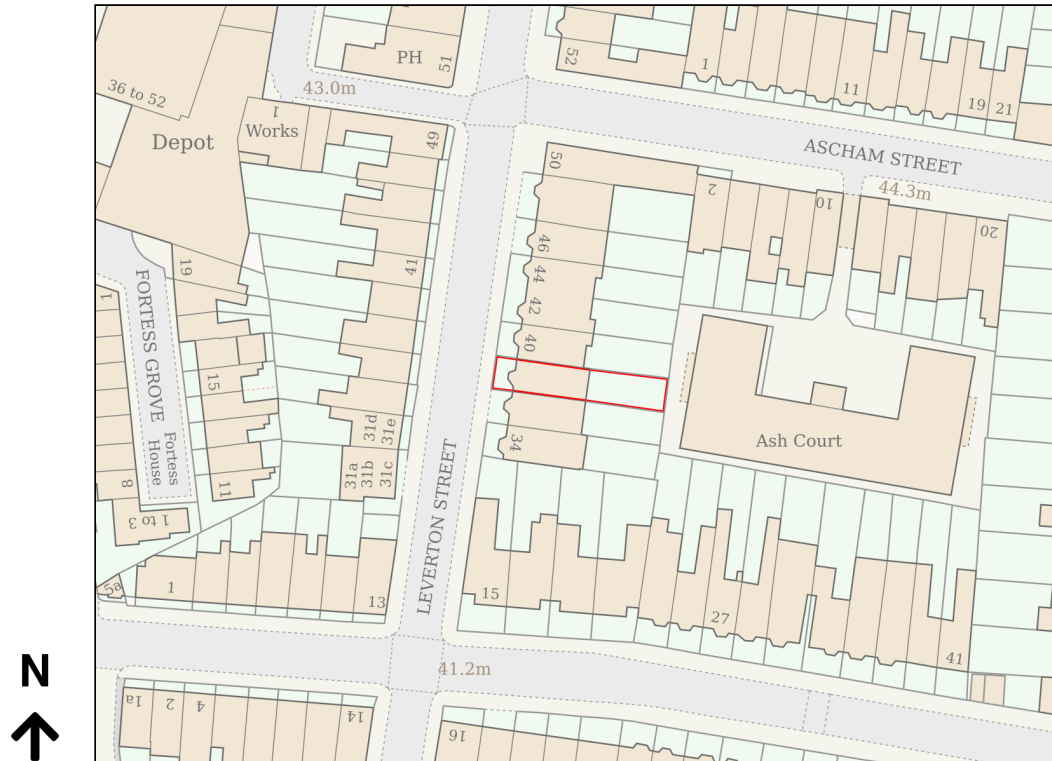 PH
51
52
1
11
19 21
36 to 52
43.0m
1
Works
Depot
49
ASCHAM STREET
44.3m
50
2
10
20
46
44
42
40
34
41
19
FORTESS GROVE
1
15
31d
31e
31a
31b
31c
Fortess
House
11
8
1 to 3
Ash Court
LEVERTON STREET
5a
1
13
15
27
41
41.2m
1a
2
4
14
16
N